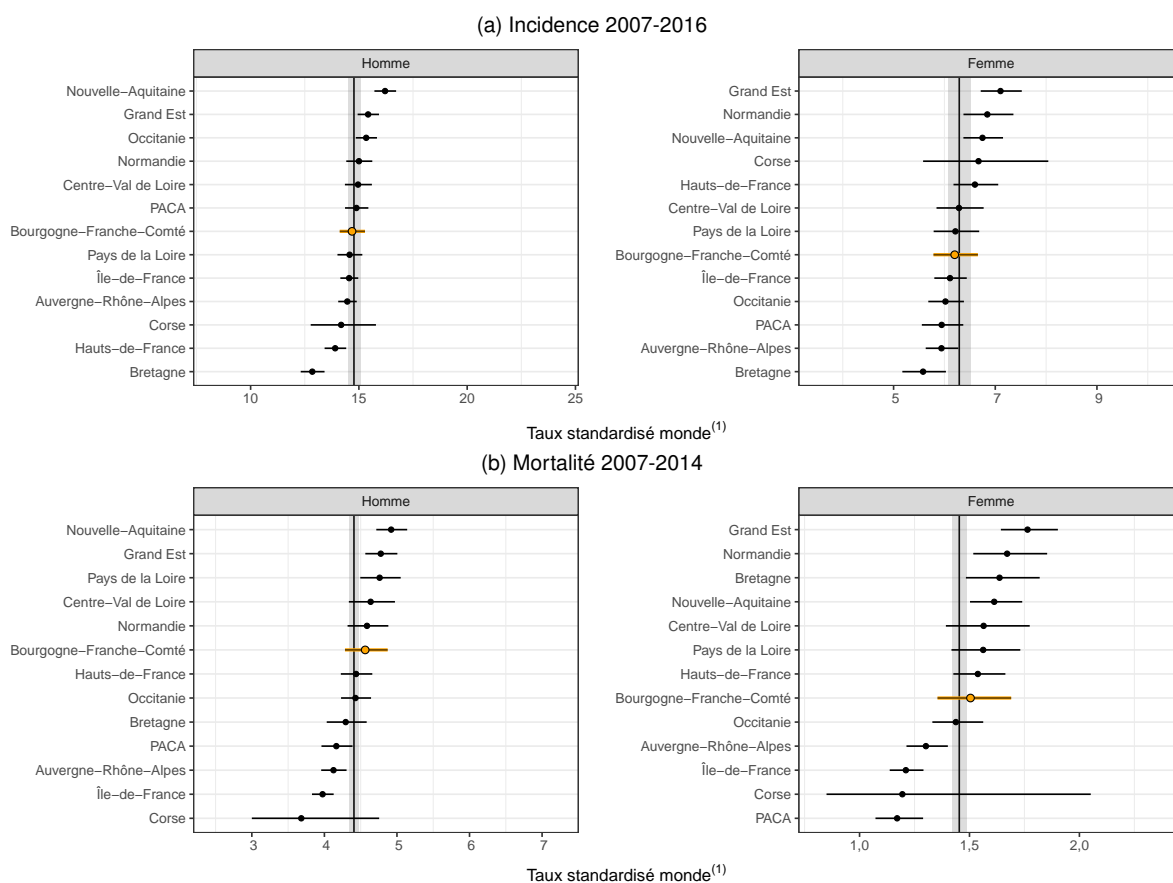 (a) Incidence 2007-2016
Homme
Nouvelle−Aquitaine
Grand Est
Occitanie
Normandie
Centre−Val de Loire
PACA
Bourgogne−Franche−Comté
Pays de la Loire
Île−de−France
Auvergne−Rhône−Alpes
Corse
Hauts−de−France
Bretagne
10 15 20 25
Femme
Grand Est
Normandie
Nouvelle−Aquitaine
Corse
Hauts−de−France
Centre−Val de Loire
Pays de la Loire
Bourgogne−Franche−Comté
Île−de−France
Occitanie
PACA
Auvergne−Rhône−Alpes
Bretagne
5 7 9
Taux standardisé monde(1)
(b) Mortalité 2007-2014
Homme
Nouvelle−Aquitaine
Grand Est
Pays de la Loire
Centre−Val de Loire
Normandie
Bourgogne−Franche−Comté
Hauts−de−France
Occitanie
Bretagne
PACA
Auvergne−Rhône−Alpes
Île−de−France
Corse
3 4 5 6 7
Femme
Grand Est
Normandie
Bretagne
Nouvelle−Aquitaine
Centre−Val de Loire
Pays de la Loire
Hauts−de−France
Bourgogne−Franche−Comté
Occitanie
Auvergne−Rhône−Alpes
Île−de−France
Corse
PACA
1,0 1,5 2,0
Taux standardisé monde(1)